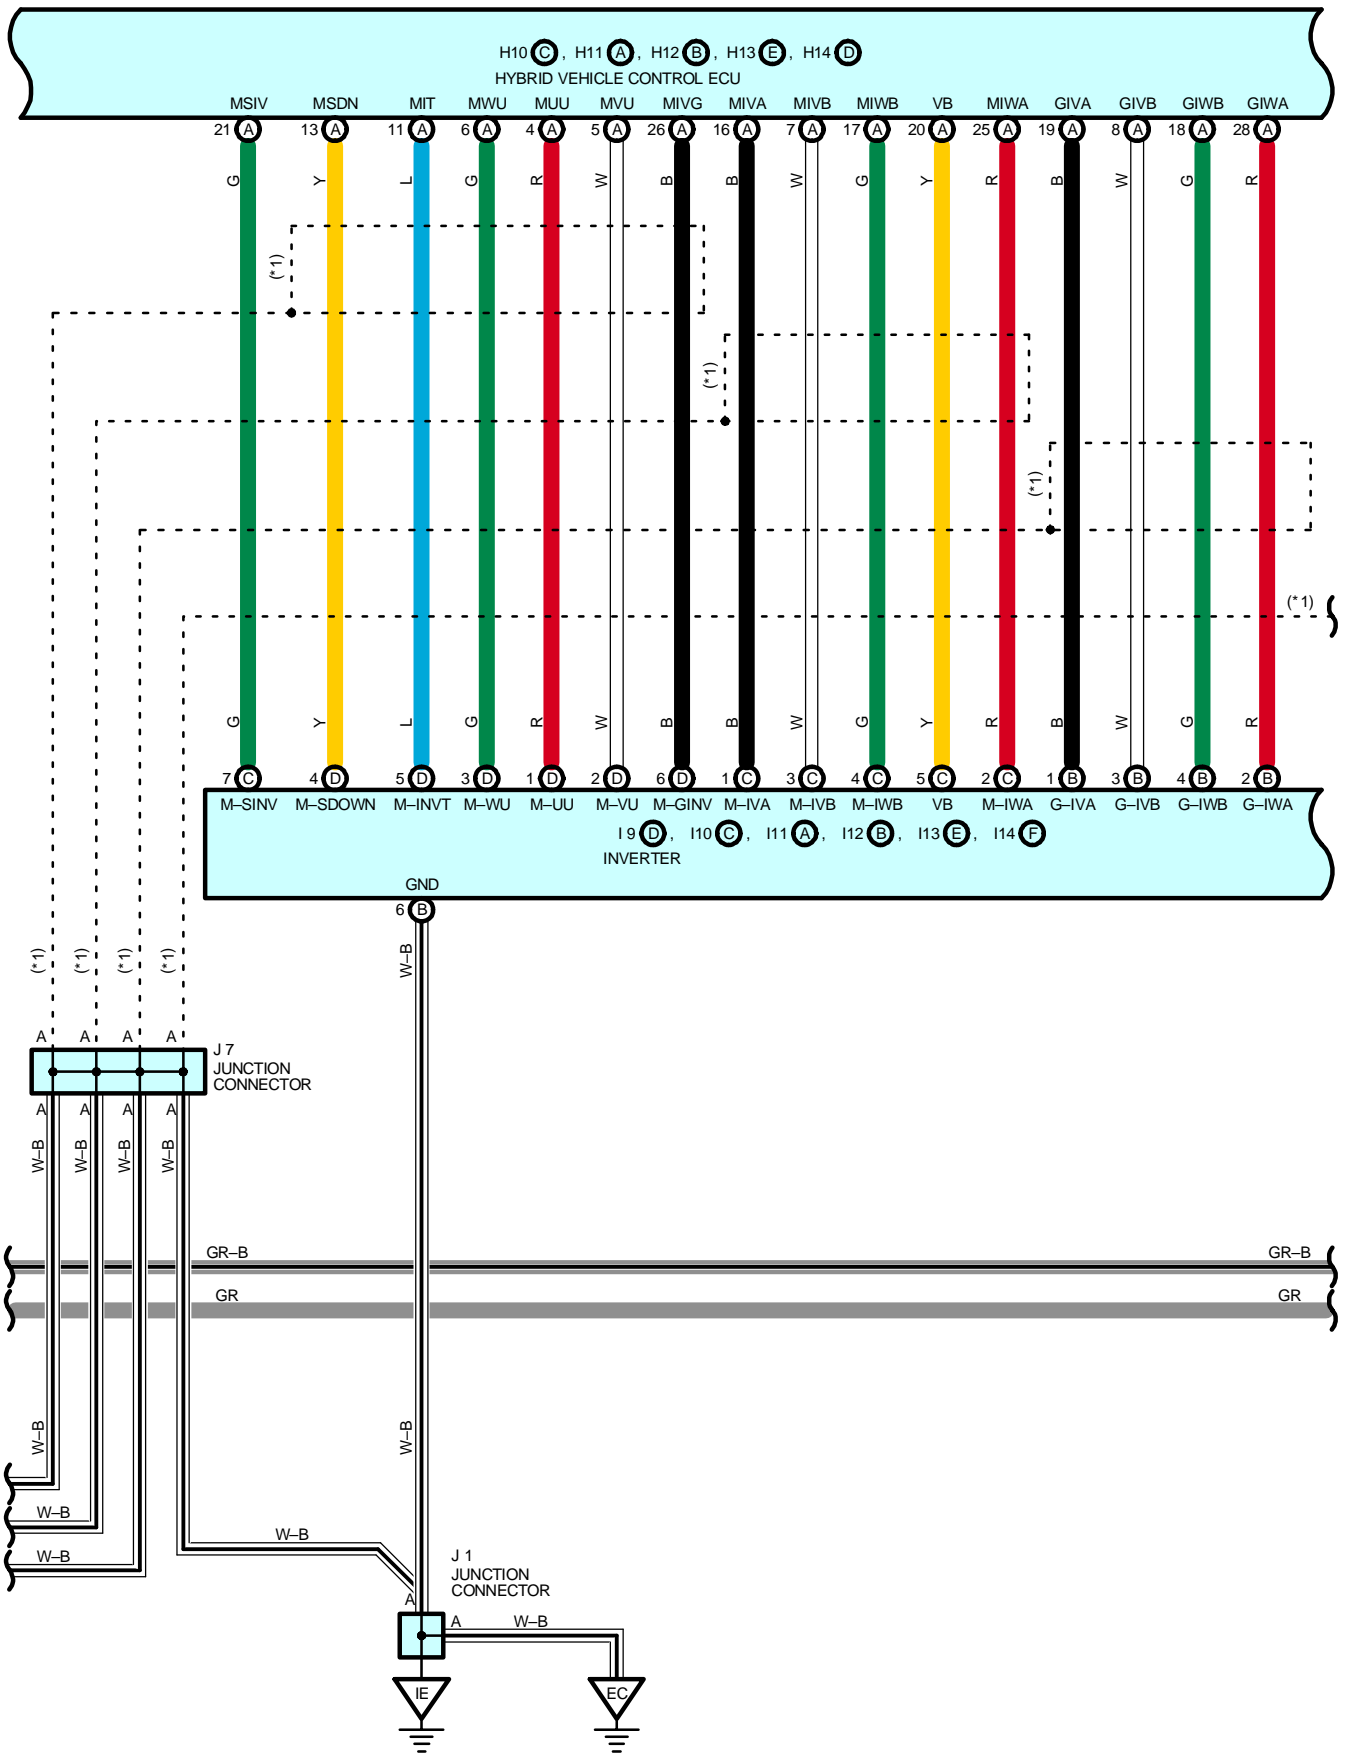 H10 C , H11 A , H12 B , H13 E , H14 D
HYBRID VEHICLE CONTROL ECU
MSIV MSDN MIT MWU MUU MVU MIVG MIVA MIVB MIWB VB MIWA GIVA GIVB GIWB GIWA
21 A 13 A 11 A 6 A 4 A 5 A 26 A 16 A 7 A 17 A 20 A 25 A 19 A 8 A 18 A 28 A
G Y L G R W B B W G Y R B W G R
(*1)
(*1)
(*1)
(*1)
G Y L G R W B B W G Y R B W G R
7 C 4 D 5 D 3 D 1 D 2 D 6 D 1 C 3 C 4 C 5 C 2 C 1 B 3 B 4 B 2 B
M–SINV M–SDOWN M–INVT M–WU M–UU M–VU M–GINV M–IVA M–IVB M–IWB VB M–IWA G–IVA G–IVB G–IWB G–IWA
I 9 D , I10 C , I11 A , I12 B , I13 E , I14 F
INVERTER
GND
6 B
(*1) (*1) (*1) (*1) W–B
A A A A
J 7
JUNCTION
CONNECTOR
A A A A
W–B W–B W–B W–B
GR–B GR–B
GR GR
W–B W–B
W–B
W–B
W–B
J 1
JUNCTION
CONNECTOR
A
A W–B
IE EC